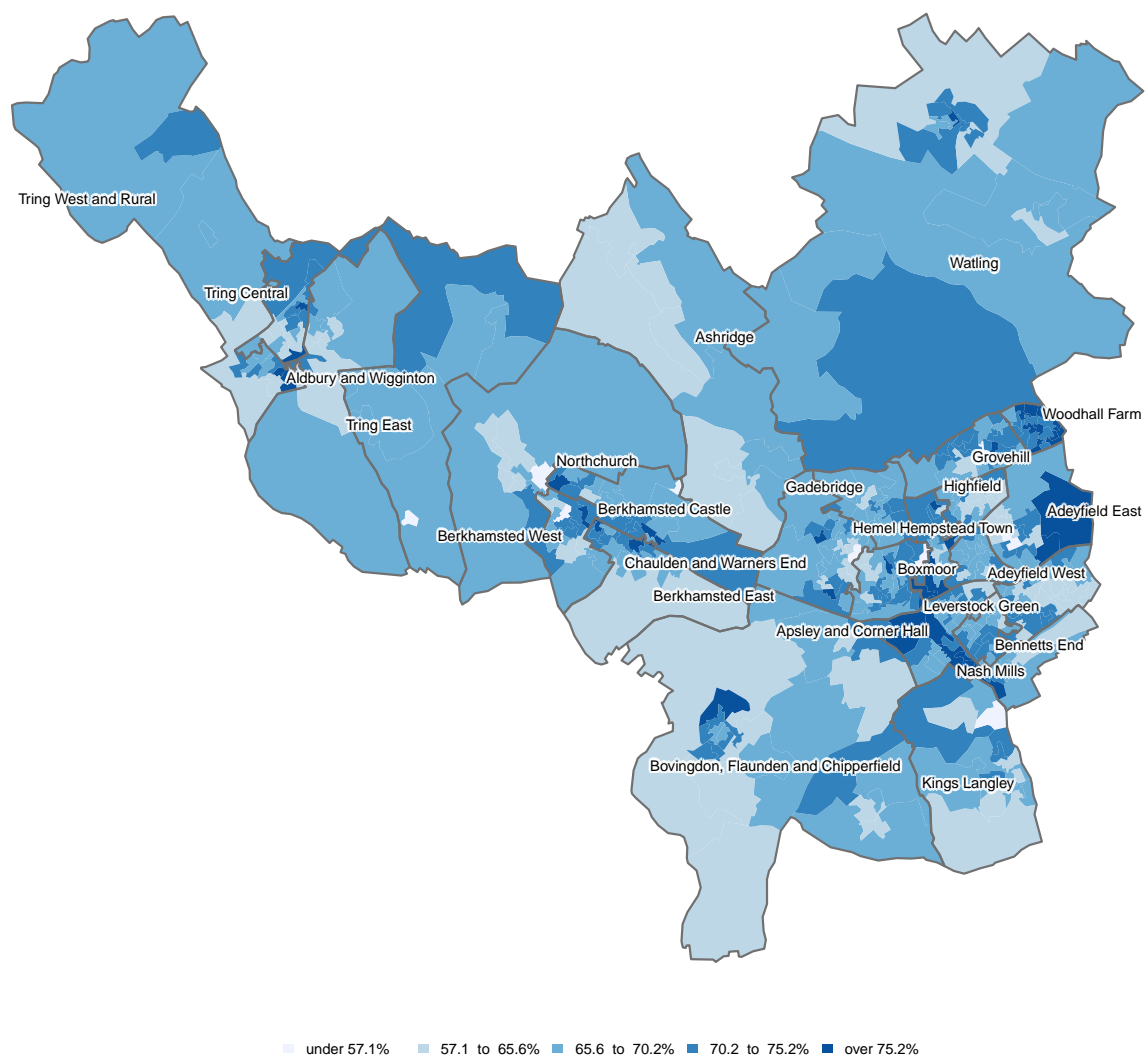 Tring West and Rural
Watling
Tring Central
Ashridge
Aldbury and Wigginton
Woodhall Farm
Tring East
Grovehill
Northchurch
Gadebridge
Highfield
Berkhamsted Castle
Adeyfield East
Hemel Hempstead Town
Berkhamsted West
Chaulden and Warners End
Boxmoor
Adeyfield West
Berkhamsted East
Leverstock Green
Apsley and Corner Hall
Bennetts End
Nash Mills
Bovingdon, Flaunden and Chipperfield
Kings Langley
under 57.1% 57.1 to 65.6% 65.6 to 70.2% 70.2 to 75.2% over 75.2%